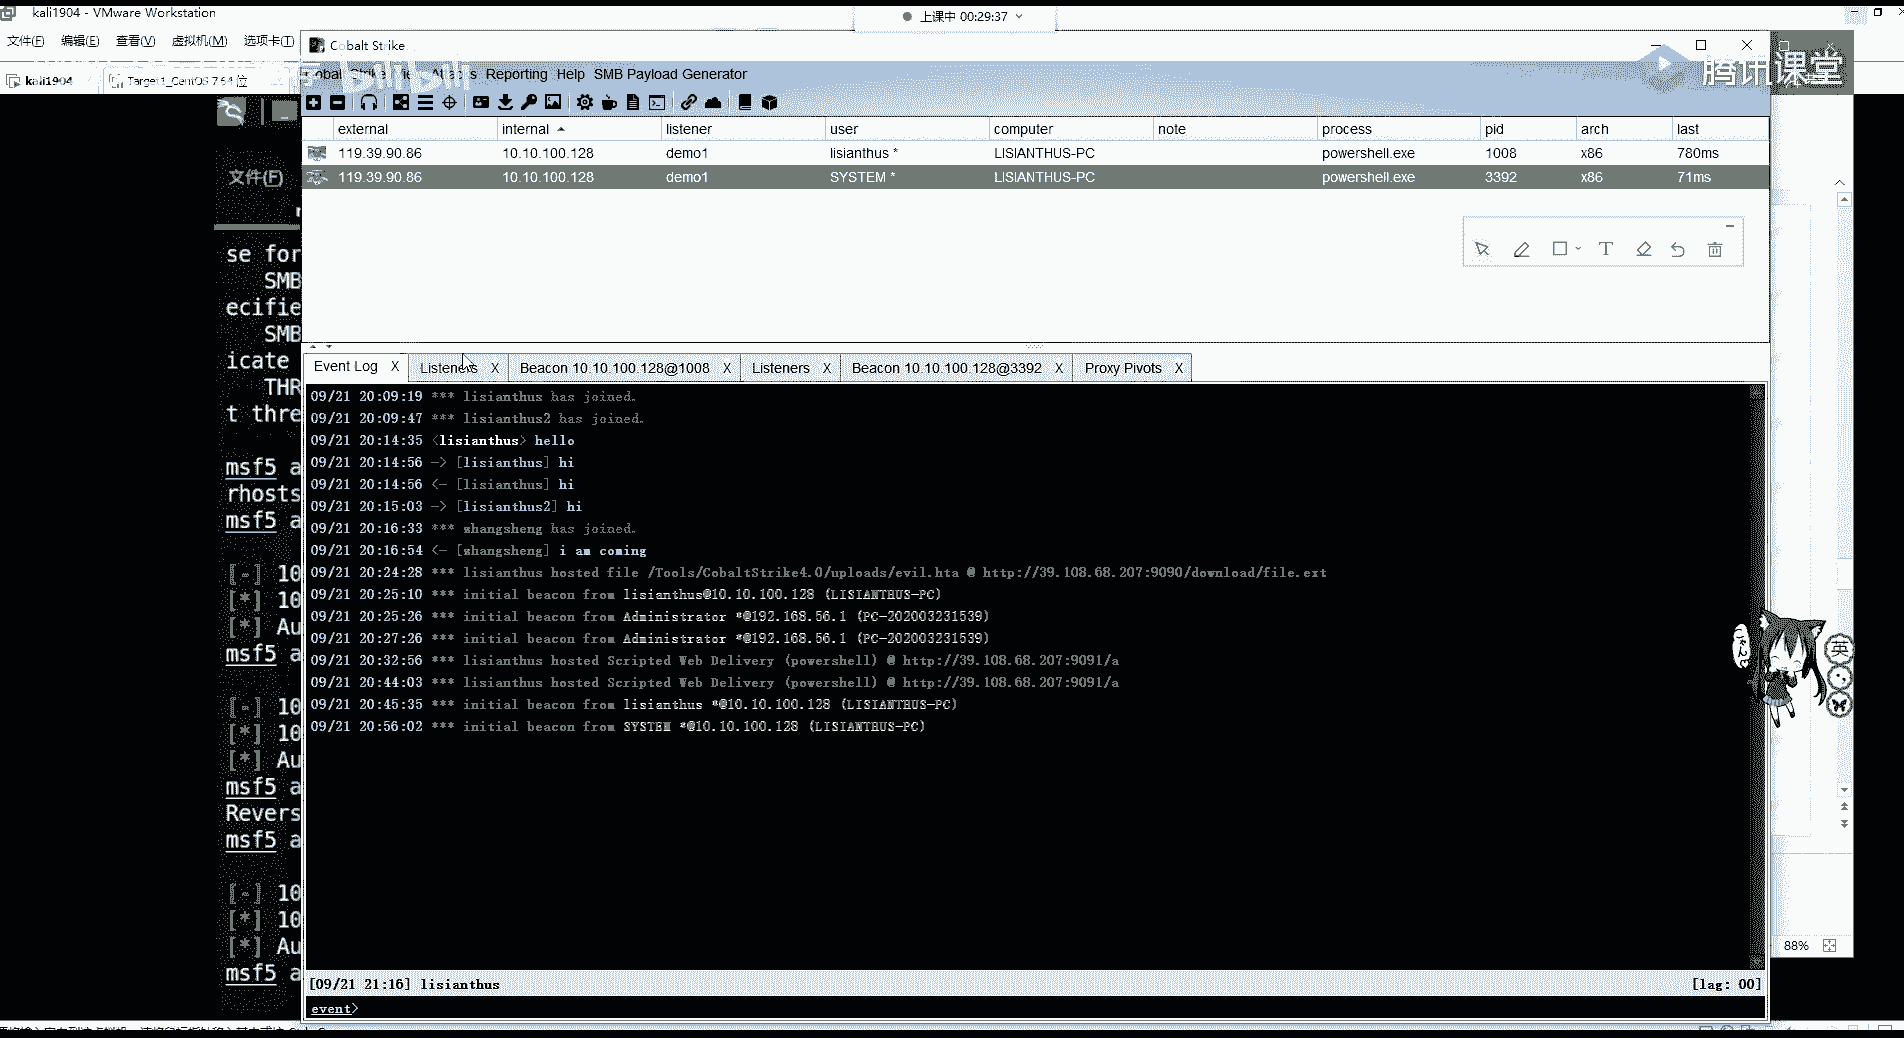 kali1904 - VMware Workstation
上课中 00:29:37
文件(F) 编辑(E) 查看(V) 虚拟机(M) 选项卡(T)
Cobalt Strike
kali1904
Target1_CentOS 7 64 位
bilibili
腾讯课堂
Reporting Help SMB Payload Generator
external internal listener user computer note process pid arch last
119.39.90.86 10.10.100.128 demo1 lisianthus * LISIANTHUS-PC powershell.exe 1008 x86 780ms
119.39.90.86 10.10.100.128 demo1 SYSTEM * LISIANTHUS-PC powershell.exe 3392 x86 71ms
文件(F)
se for
SMB
ecifie
SMB
icate
THR
t thre
msf5 a
rhosts
msf5 a
[-] 10
[*] 10
[*] Au
msf5 a
[-] 10
[*] 10
[*] Au
msf5 a
Revers
msf5 a
[-] 10
[*] 10
[*] Au
msf5 a
Event Log X Listeners X Beacon 10.10.100.128@1008 X Listeners X Beacon 10.10.100.128@3392 X Proxy Pivots X
09/21 20:09:19 *** lisianthus has joined.
09/21 20:09:47 *** lisianthus2 has joined.
09/21 20:14:35 <lisianthus> hello
09/21 20:14:56 -> [lisianthus] hi
09/21 20:14:56 <- [lisianthus] hi
09/21 20:15:03 -> [lisianthus2] hi
09/21 20:16:33 *** zhangsheng has joined.
09/21 20:16:54 <- [zhangsheng] i am coming
09/21 20:24:28 *** lisianthus hosted file /Tools/CobaltStrike4.0/uploads/evil.hta @ http://39.108.68.207:9090/download/file.ext
09/21 20:25:10 *** initial beacon from lisianthus@10.10.100.128 (LISIANTHUS-PC)
09/21 20:25:26 *** initial beacon from Administrator *@192.168.56.1 (PC-202003231539)
09/21 20:27:26 *** initial beacon from Administrator *@192.168.56.1 (PC-202003231539)
09/21 20:32:56 *** lisianthus hosted Scripted Web Delivery (powershell) @ http://39.108.68.207:9091/a
09/21 20:44:03 *** lisianthus hosted Scripted Web Delivery (powershell) @ http://39.108.68.207:9091/a
09/21 20:45:35 *** initial beacon from lisianthus *@10.10.100.128 (LISIANTHUS-PC)
09/21 20:56:02 *** initial beacon from SYSTEM *@10.10.100.128 (LISIANTHUS-PC)
英
88%
[09/21 21:16] lisianthus [lag: 00]
event>